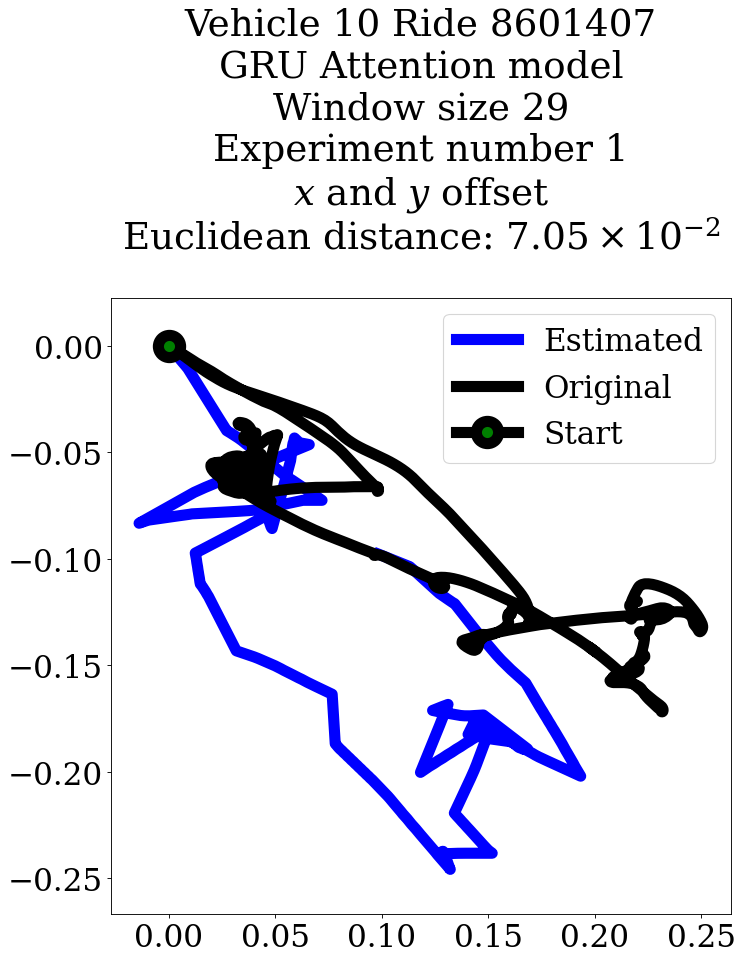 Vehicle 10 Ride 8601407
GRU Attention model
Window size 29
Experiment number 1
x and y offset
Euclidean distance: 7.05 × 10⁻²
Estimated
Original
Start
0.00
−0.05
−0.10
−0.15
−0.20
−0.25
0.00 0.05 0.10 0.15 0.20 0.25